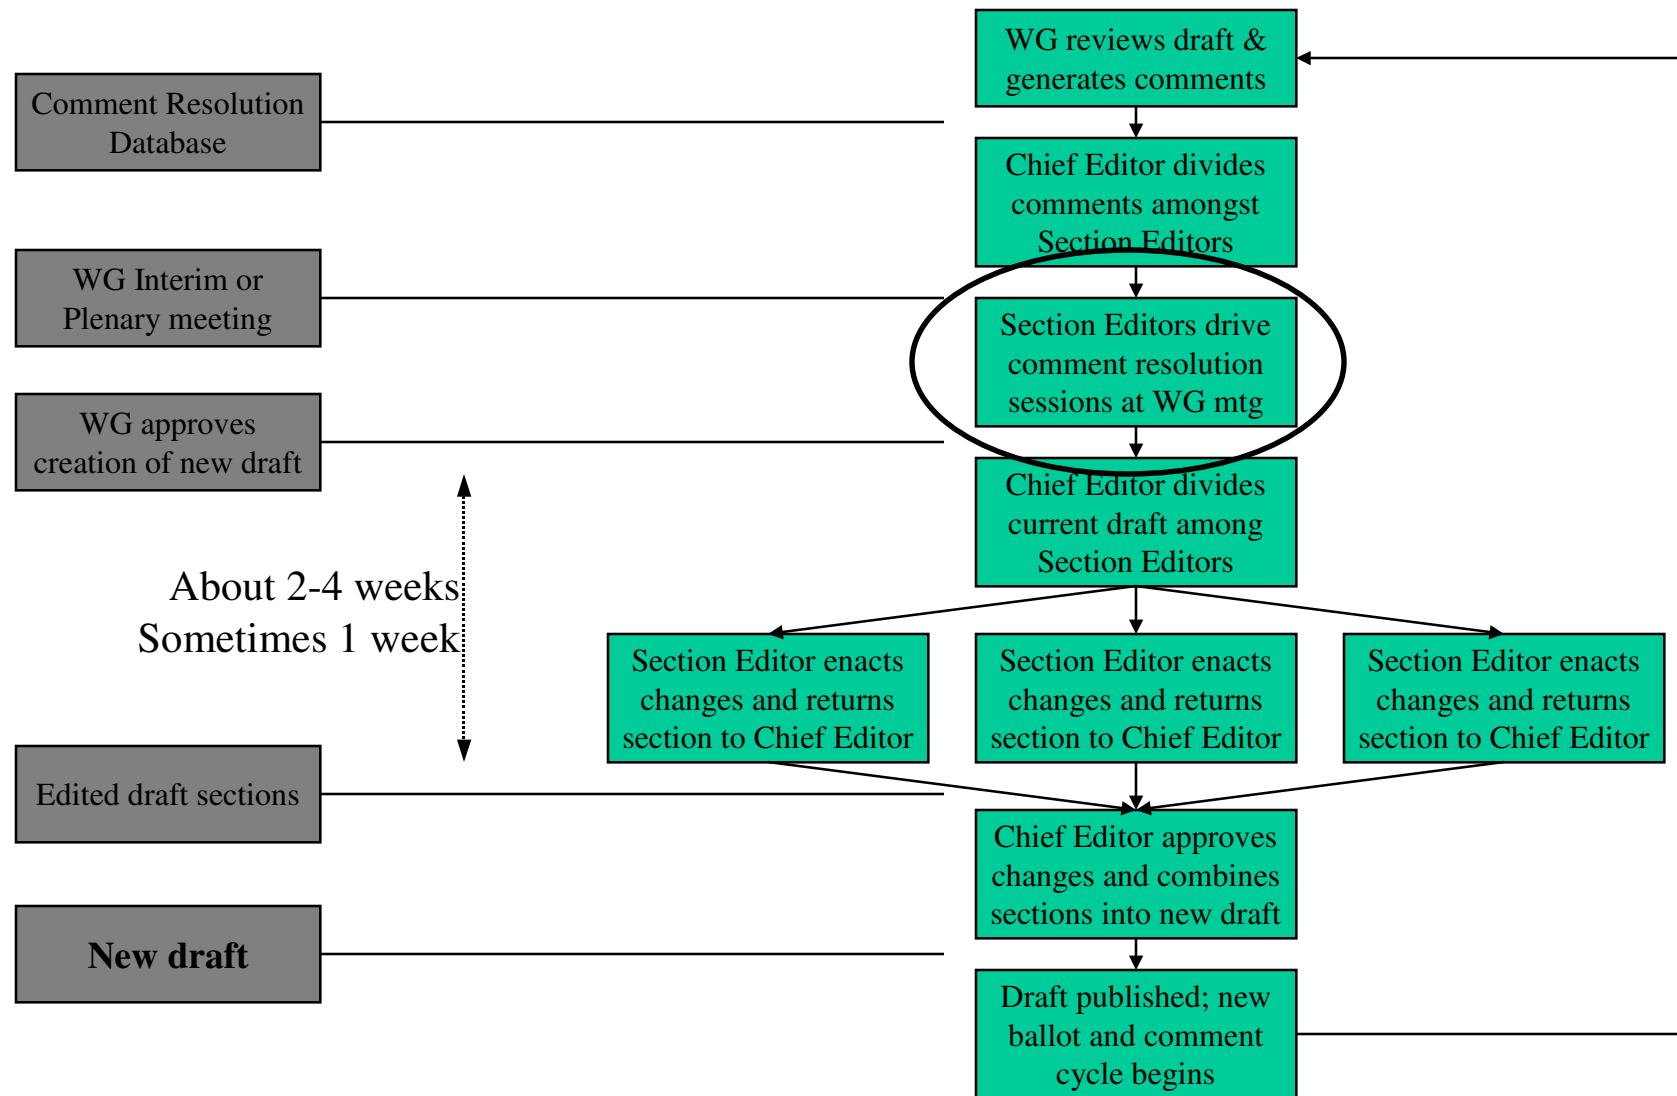 WG reviews draft &
generates comments
Comment Resolution
Database
Chief Editor divides
comments amongst
Section Editors
WG Interim or
Plenary meeting
Section Editors drive
comment resolution
sessions at WG mtg
WG approves
creation of new draft
Chief Editor divides
current draft among
Section Editors
About 2-4 weeks
Sometimes 1 week
Section Editor enacts
changes and returns
section to Chief Editor
Section Editor enacts
changes and returns
section to Chief Editor
Section Editor enacts
changes and returns
section to Chief Editor
Edited draft sections
Chief Editor approves
changes and combines
sections into new draft
New draft
Draft published; new
ballot and comment
cycle begins